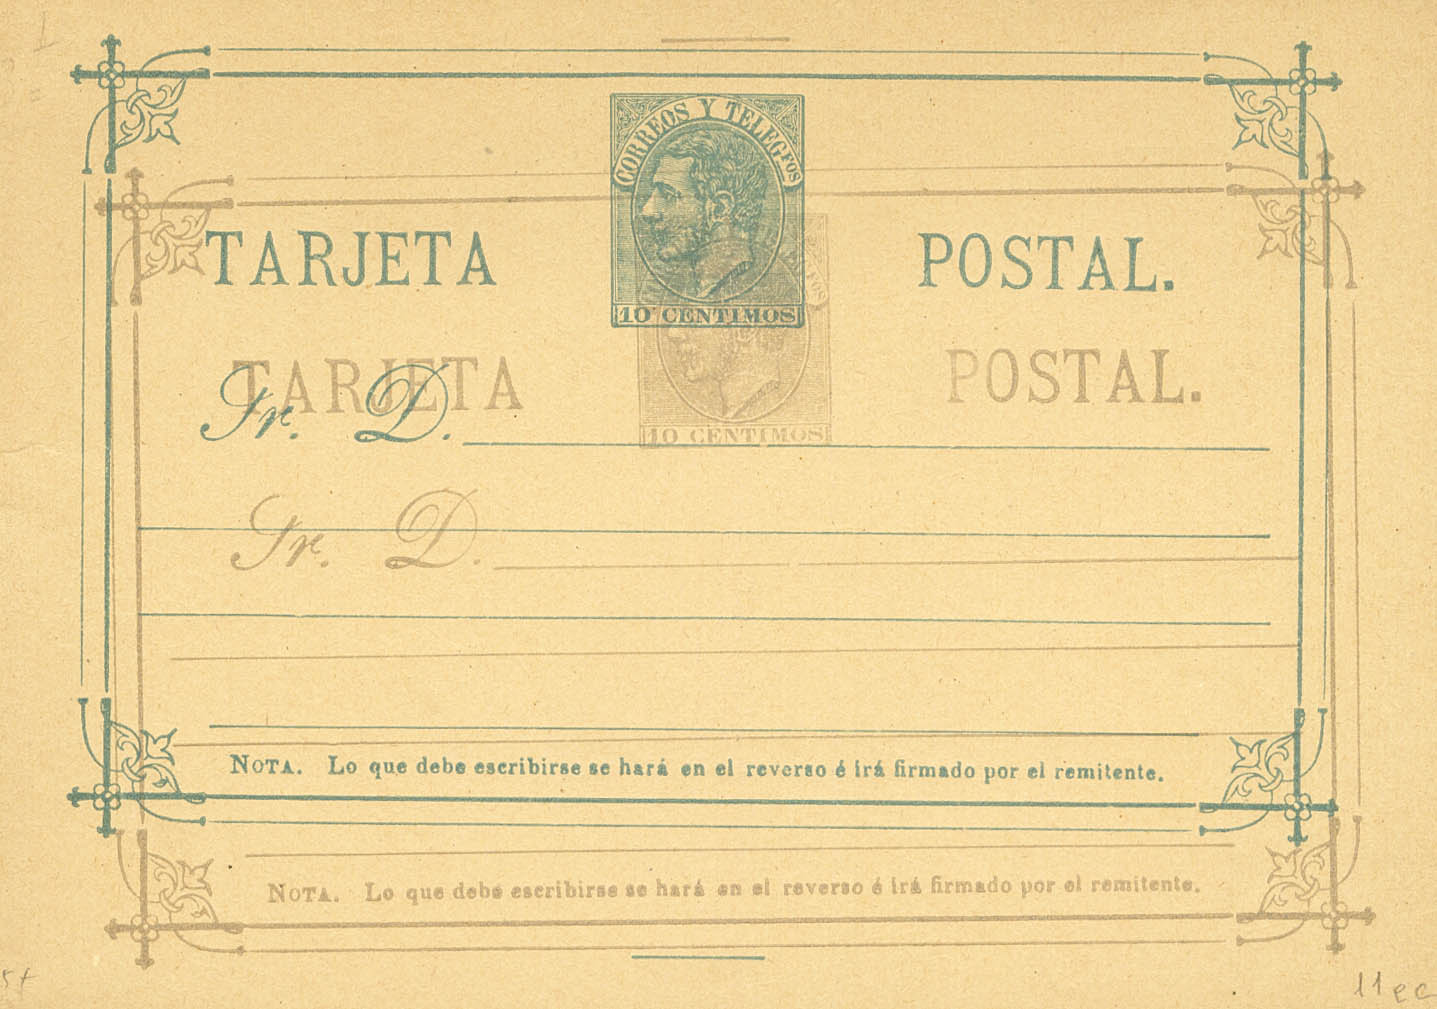 CORREOS Y TELEGFOS
TARJETA POSTAL.
10 CENTIMOS
TARJETA POSTAL.
Sr. D.
10 CENTIMOS
Sr. D.
NOTA. Lo que debe escribirse se hará en el reverso é irá firmado por el remitente.
NOTA. Lo que debe escribirse se hará en el reverso é irá firmado por el remitente.